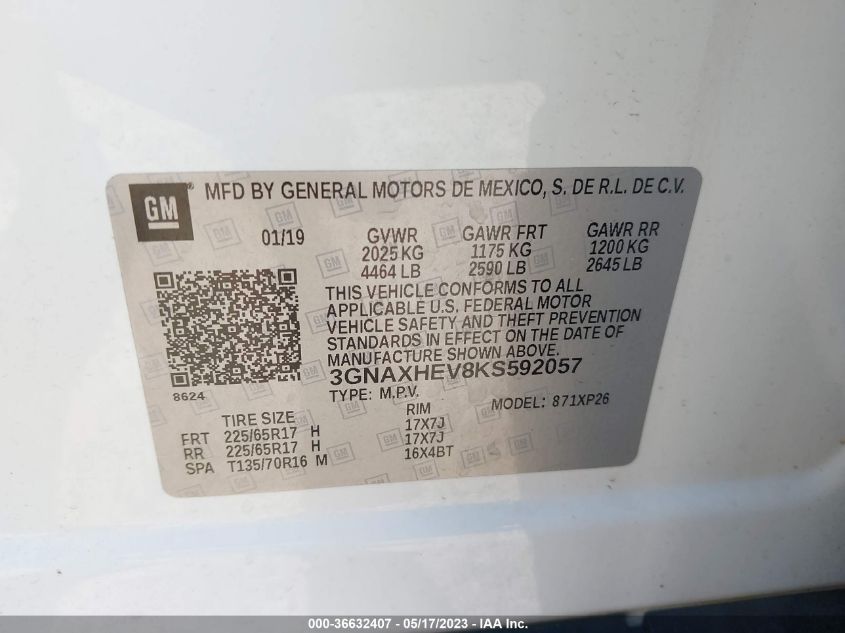 GM ® MFD BY GENERAL MOTORS DE MEXICO, S. DE R.L. DE C.V.
01/19 GVWR GAWR FRT GAWR RR
2025 KG 1175 KG 1200 KG
4464 LB 2590 LB 2645 LB
THIS VEHICLE CONFORMS TO ALL
APPLICABLE U.S. FEDERAL MOTOR
VEHICLE SAFETY AND THEFT PREVENTION
STANDARDS IN EFFECT ON THE DATE OF
MANUFACTURE SHOWN ABOVE.
3GNAXHEV8KS592057
8624
TYPE: M.P.V. MODEL: 871XP26
TIRE SIZE RIM
FRT 225/65R17 H 17X7J
RR 225/65R17 H 17X7J
SPA T135/70R16 M 16X4BT
000-36632407 - 05/17/2023 - IAA Inc.